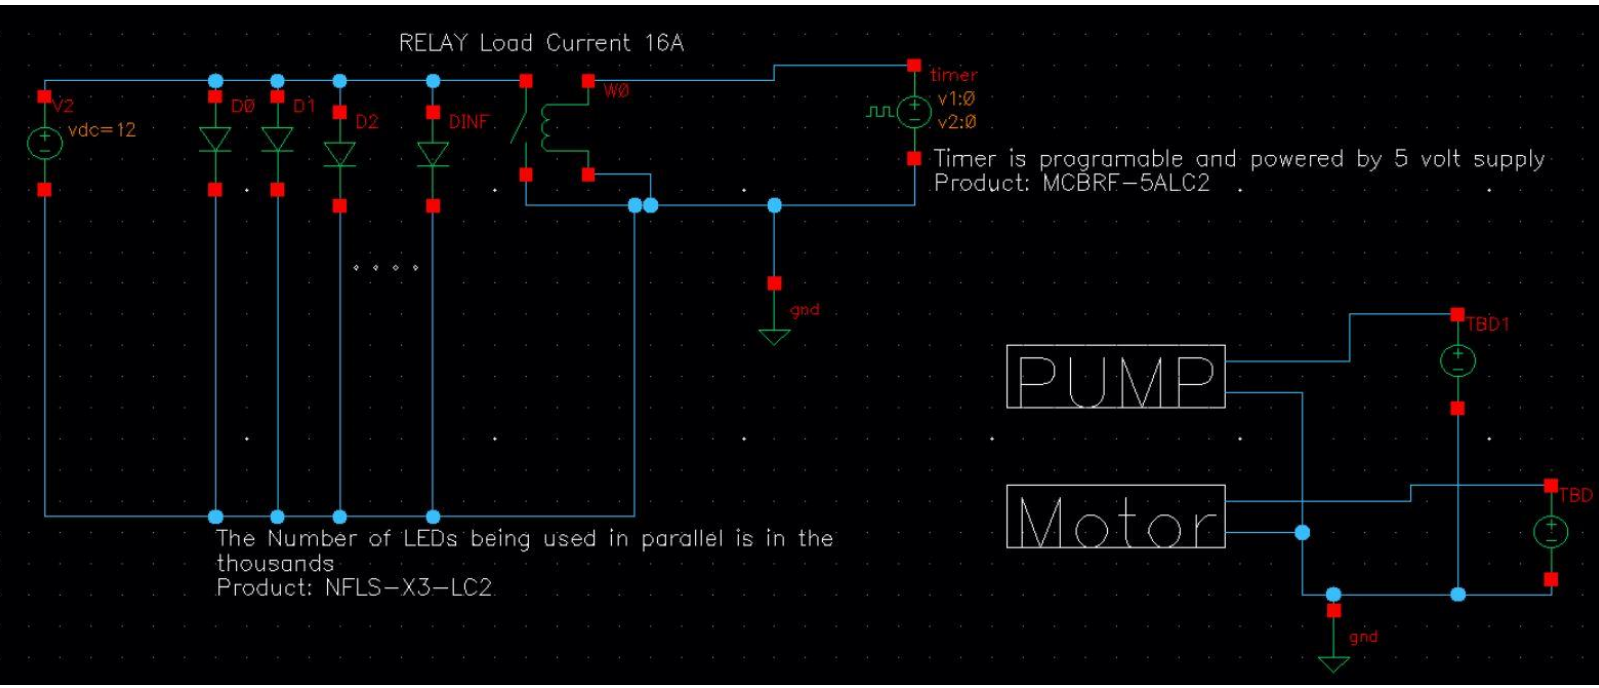 RELAY Load Current 16A
V2
vdc=12
D0
D1
D2
DINF
W0
timer
v1:0
v2:0
Timer is programable and powered by 5 volt supply
Product: MCBRF-5ALC2
gnd
The Number of LEDs being used in parallel is in the
thousands
Product: NFLS-X3-LC2
PUMP
TBD1
Motor
TBD
gnd